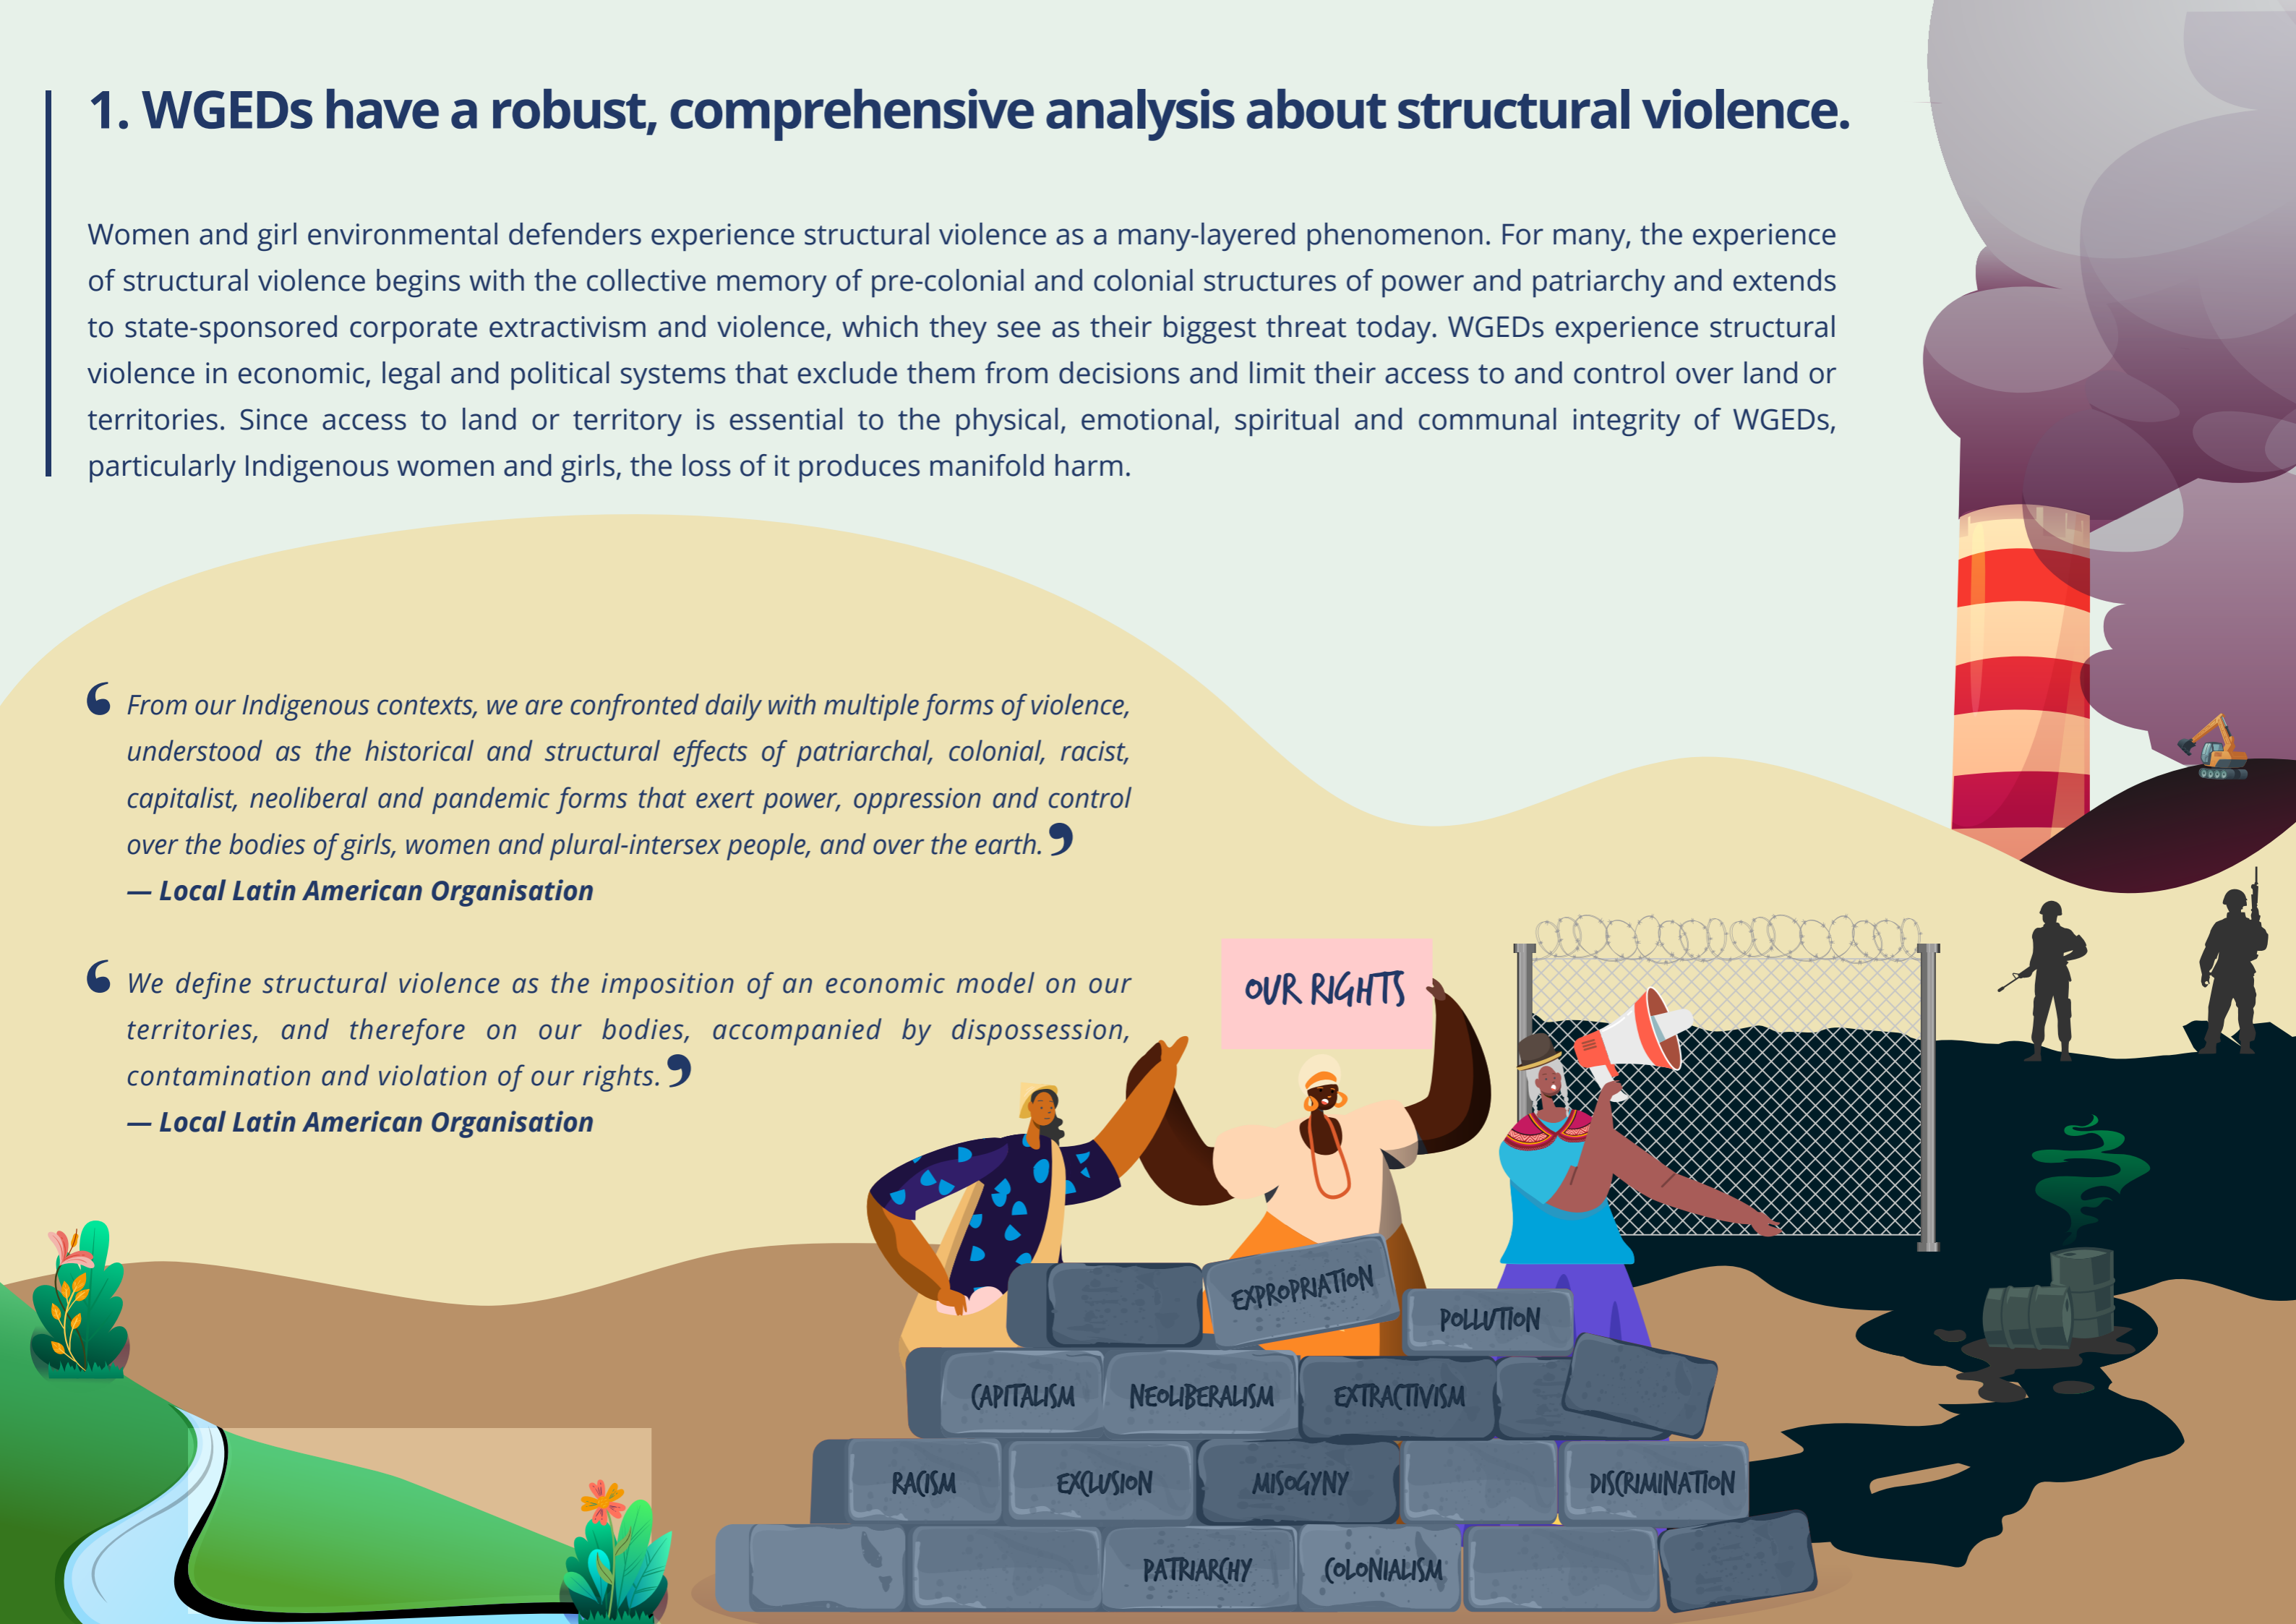 1. WGEDs have a robust, comprehensive analysis about structural violence.
Women and girl environmental defenders experience structural violence as a many-layered phenomenon. For many, the experience
of structural violence begins with the collective memory of pre-colonial and colonial structures of power and patriarchy and extends
to state-sponsored corporate extractivism and violence, which they see as their biggest threat today. WGEDs experience structural
violence in economic, legal and political systems that exclude them from decisions and limit their access to and control over land or
territories. Since access to land or territory is essential to the physical, emotional, spiritual and communal integrity of WGEDs,
particularly Indigenous women and girls, the loss of it produces manifold harm.
‘From our Indigenous contexts, we are confronted daily with multiple forms of violence,
understood as the historical and structural effects of patriarchal, colonial, racist,
capitalist, neoliberal and pandemic forms that exert power, oppression and control
over the bodies of girls, women and plural-intersex people, and over the earth.’
— Local Latin American Organisation
‘We define structural violence as the imposition of an economic model on our
territories, and therefore on our bodies, accompanied by dispossession,
contamination and violation of our rights.’
— Local Latin American Organisation
OUR RIGHTS
EXPROPRIATION
POLLUTION
CAPITALISM NEOLIBERALISM EXTRACTIVISM
RACISM EXCLUSION MISOGYNY DISCRIMINATION
PATRIARCHY COLONIALISM